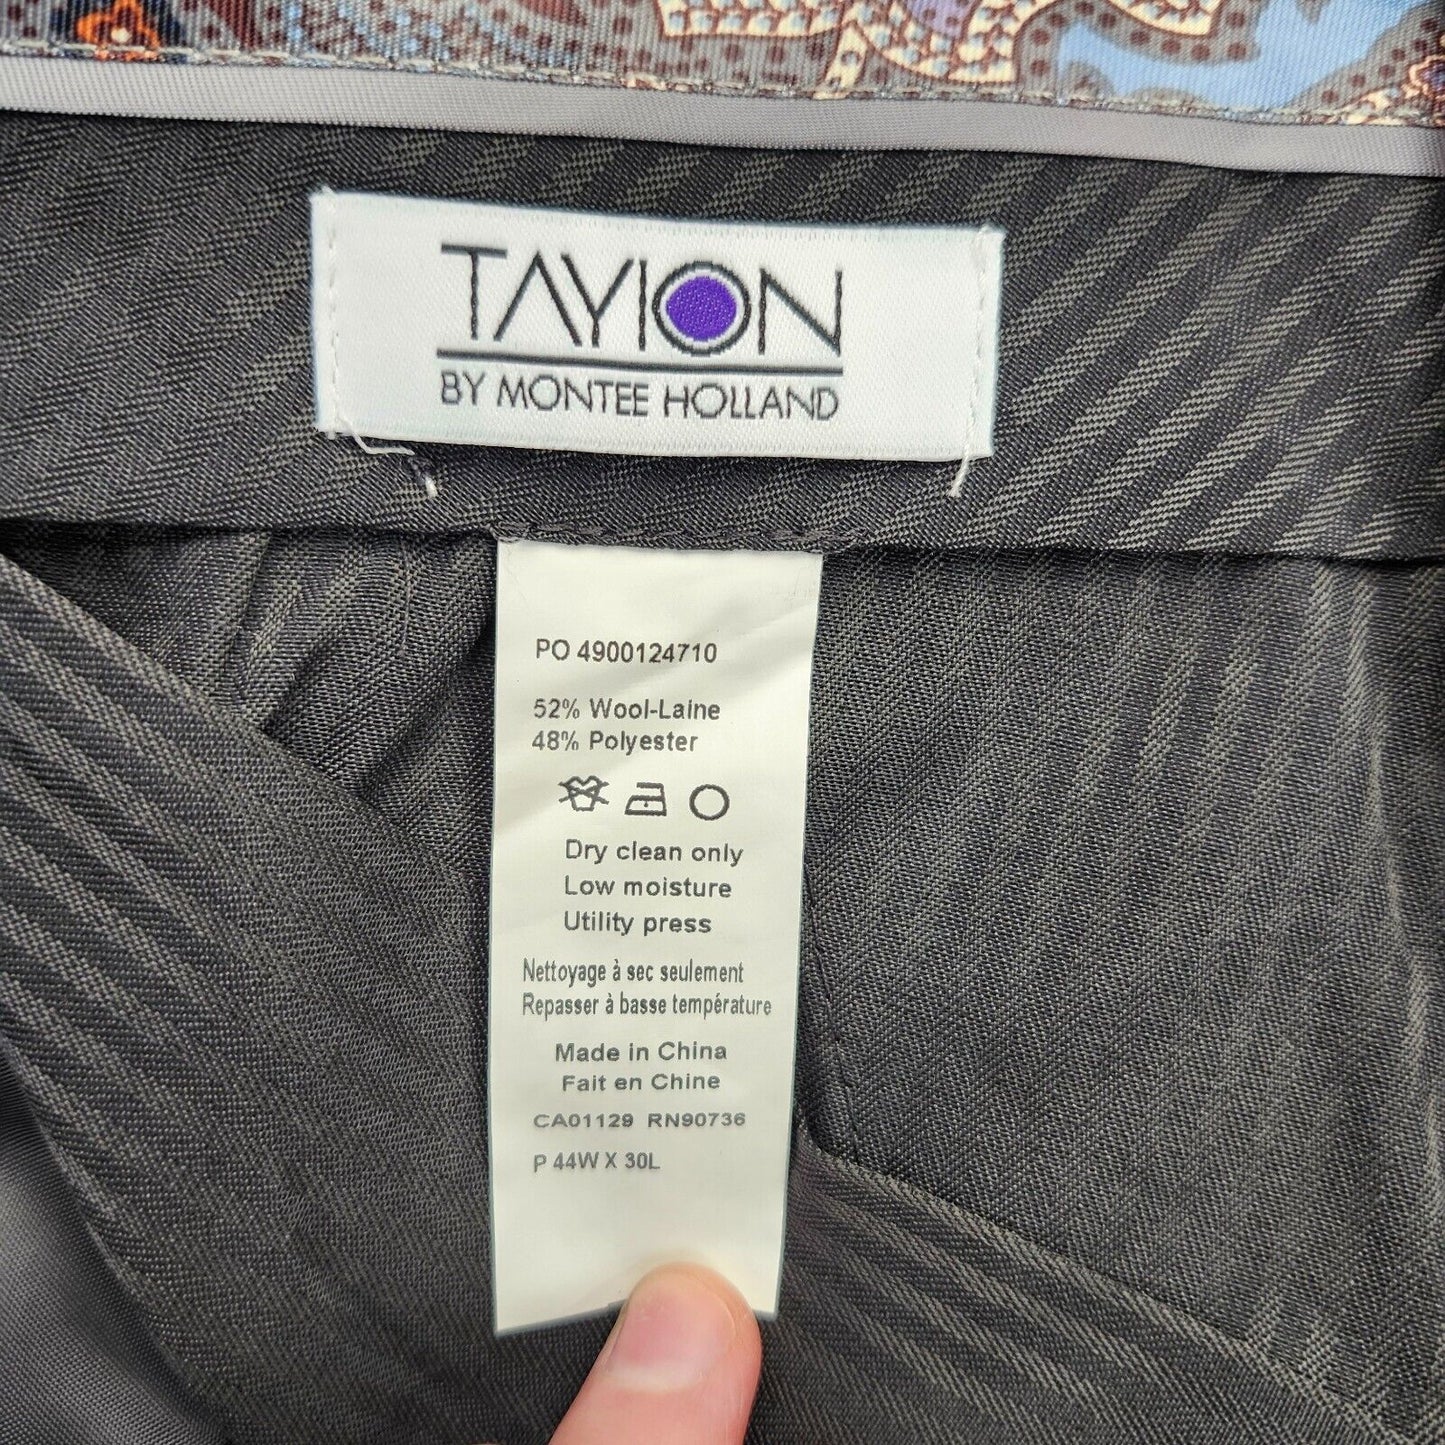 TAYION
BY MONTEE HOLLAND
PO 4900124710
52% Wool-Laine
48% Polyester
Dry clean only
Low moisture
Utility press
Nettoyage à sec seulement
Repasser à basse température
Made in China
Fait en Chine
CA01129 RN90736
P 44W X 30L